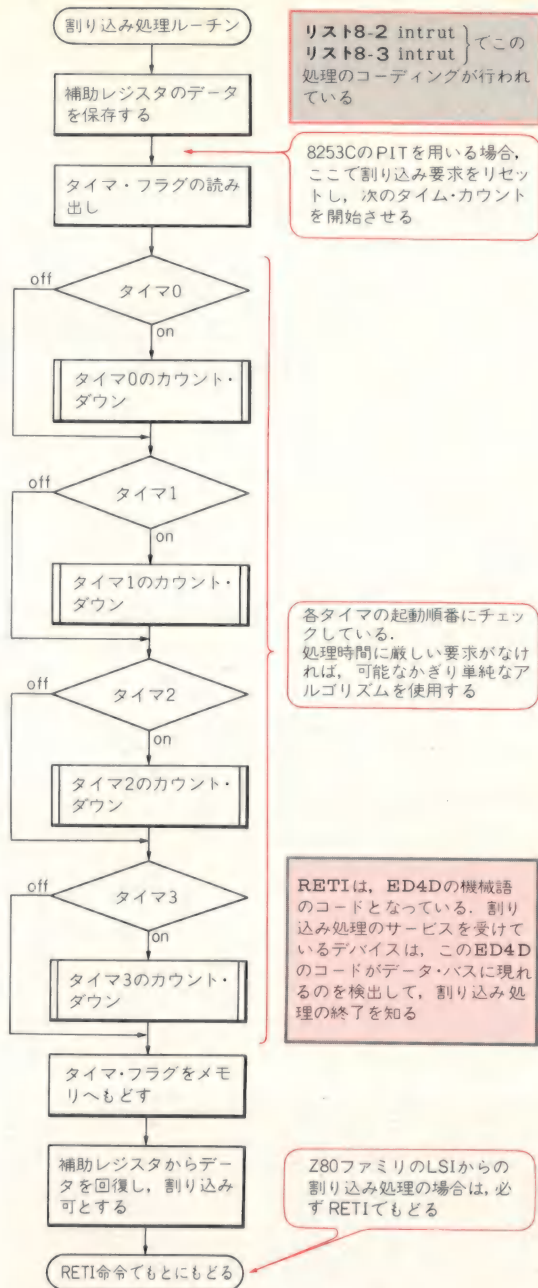 割り込み処理ルーチン
補助レジスタのデータ
を保存する
タイマ・フラグの読み
出し
タイマ0
off
on
タイマ0のカウント・
ダウン
タイマ1
off
on
タイマ1のカウント・
ダウン
タイマ2
off
on
タイマ2のカウント・
ダウン
タイマ3
off
on
タイマ3のカウント・
ダウン
タイマ・フラグをメモ
リへもどす
補助レジスタからデー
タを回復し,割り込み
可とする
RETI命令でもとにもどる
リスト8-2 intrut
リスト8-3 intrut
でこの
処理のコーディングが行われ
ている
8253CのPITを用いる場合,
ここで割り込み要求をリセッ
トし,次のタイム・カウント
を開始させる
各タイマの起動順番にチェッ
クしている.
処理時間に厳しい要求がなけ
れば,可能なかぎり単純なア
ルゴリズムを使用する
RETIは,ED4Dの機械語
のコードとなっている.割り
込み処理のサービスを受けて
いるデバイスは,このED4D
のコードがデータ・バスに現れ
るのを検出して,割り込み処
理の終了を知る
Z80ファミリのLSIからの
割り込み処理の場合は,必
ずRETIでもどる